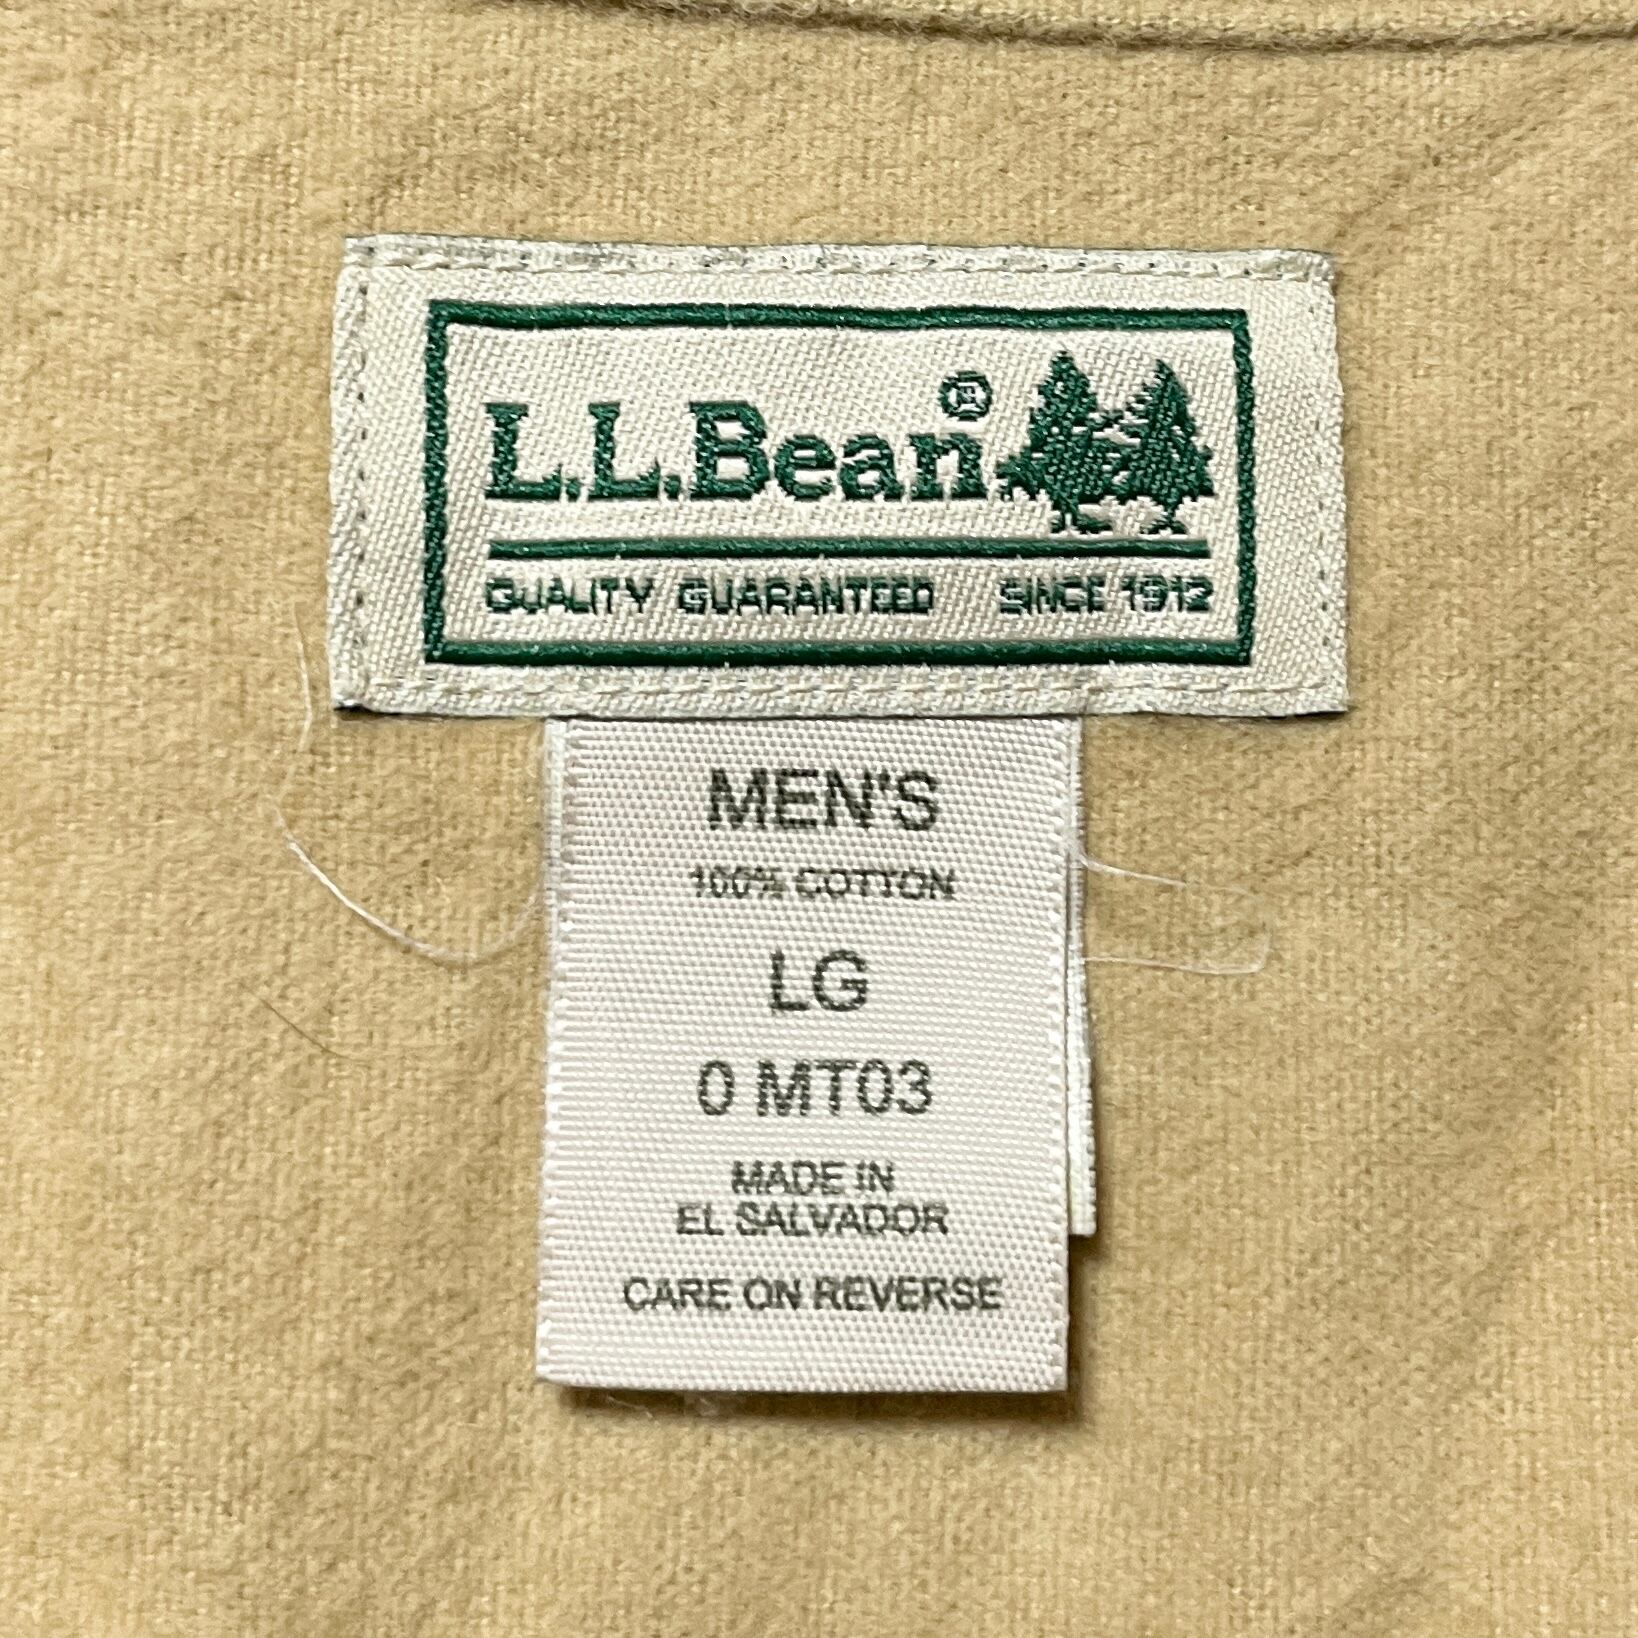 L.L.Bean®
QUALITY GUARANTEED SINCE 1912
MEN'S
100% COTTON
LG
0 MT03
MADE IN
EL SALVADOR
CARE ON REVERSE